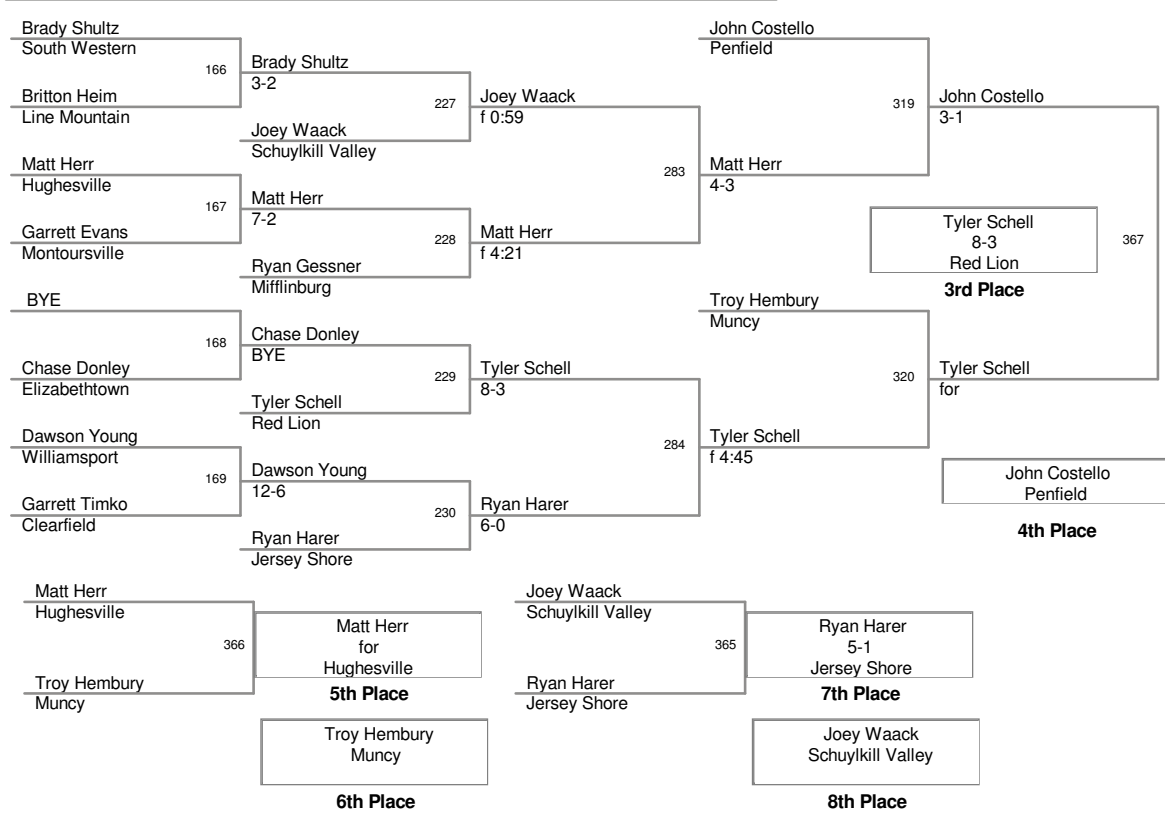 Brady Shultz
South Western
166
Britton Heim
Line Mountain
Matt Herr
Hughesville
167
Garrett Evans
Montoursville
BYE
168
Chase Donley
Elizabethtown
Dawson Young
Williamsport
169
Garrett Timko
Clearfield
Brady Shultz
3-2
227
Joey Waack
Schuylkill Valley
Matt Herr
7-2
228
Ryan Gessner
Mifflinburg
Chase Donley
BYE
229
Tyler Schell
Red Lion
Dawson Young
12-6
230
Ryan Harer
Jersey Shore
Joey Waack
f 0:59
283
Matt Herr
f 4:21
Tyler Schell
8-3
284
Ryan Harer
6-0
John Costello
Penfield
319
Matt Herr
4-3
Troy Hembury
Muncy
320
Tyler Schell
f 4:45
John Costello
3-1
367
Tyler Schell
for
Tyler Schell
8-3
Red Lion
3rd Place
John Costello
Penfield
4th Place
Matt Herr
Hughesville
366
Troy Hembury
Muncy
Matt Herr
for
Hughesville
5th Place
Troy Hembury
Muncy
6th Place
Joey Waack
Schuylkill Valley
365
Ryan Harer
Jersey Shore
Ryan Harer
5-1
Jersey Shore
7th Place
Joey Waack
Schuylkill Valley
8th Place